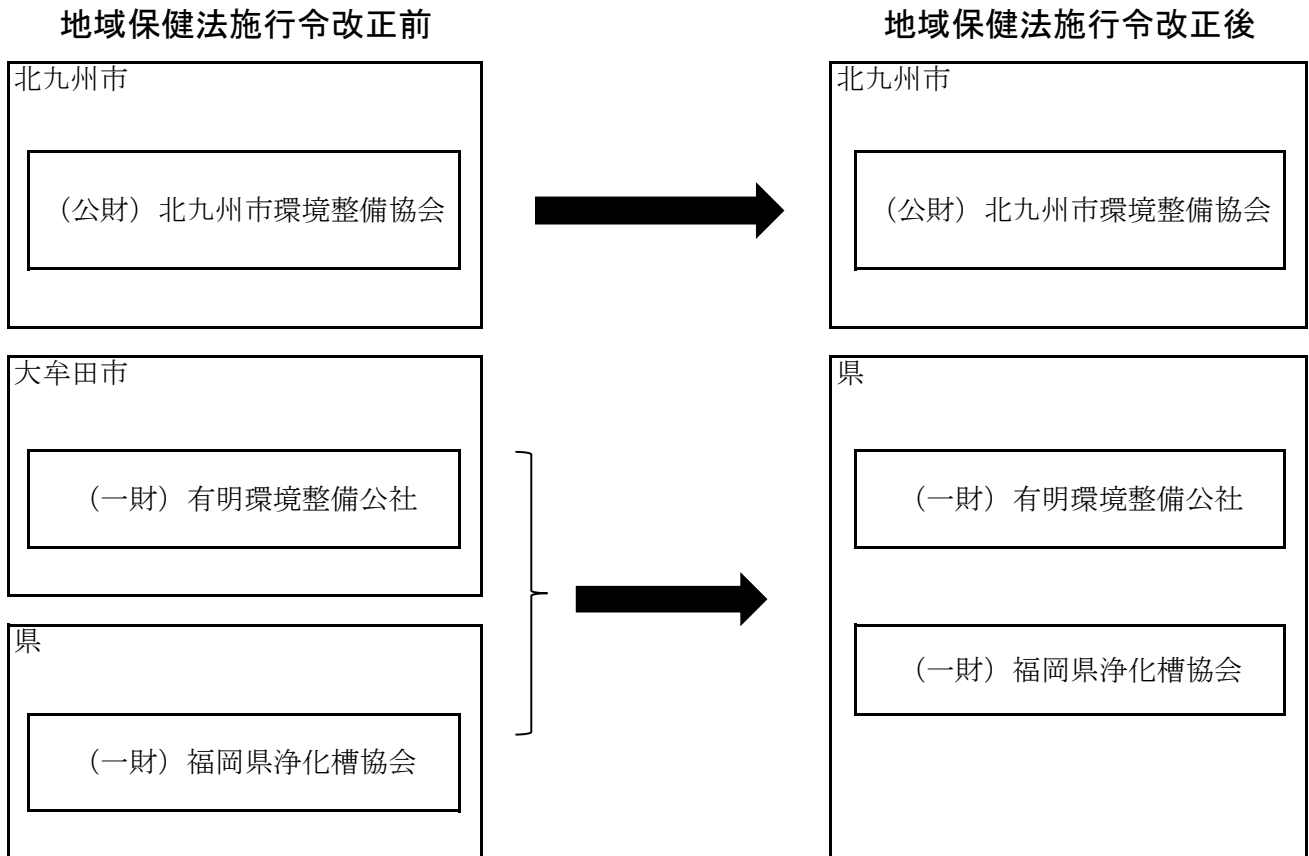 地域保健法施行令改正前
北九州市
（公財）北九州市環境整備協会
大牟田市
（一財）有明環境整備公社
県
（一財）福岡県浄化槽協会
地域保健法施行令改正後
北九州市
（公財）北九州市環境整備協会
県
（一財）有明環境整備公社
（一財）福岡県浄化槽協会